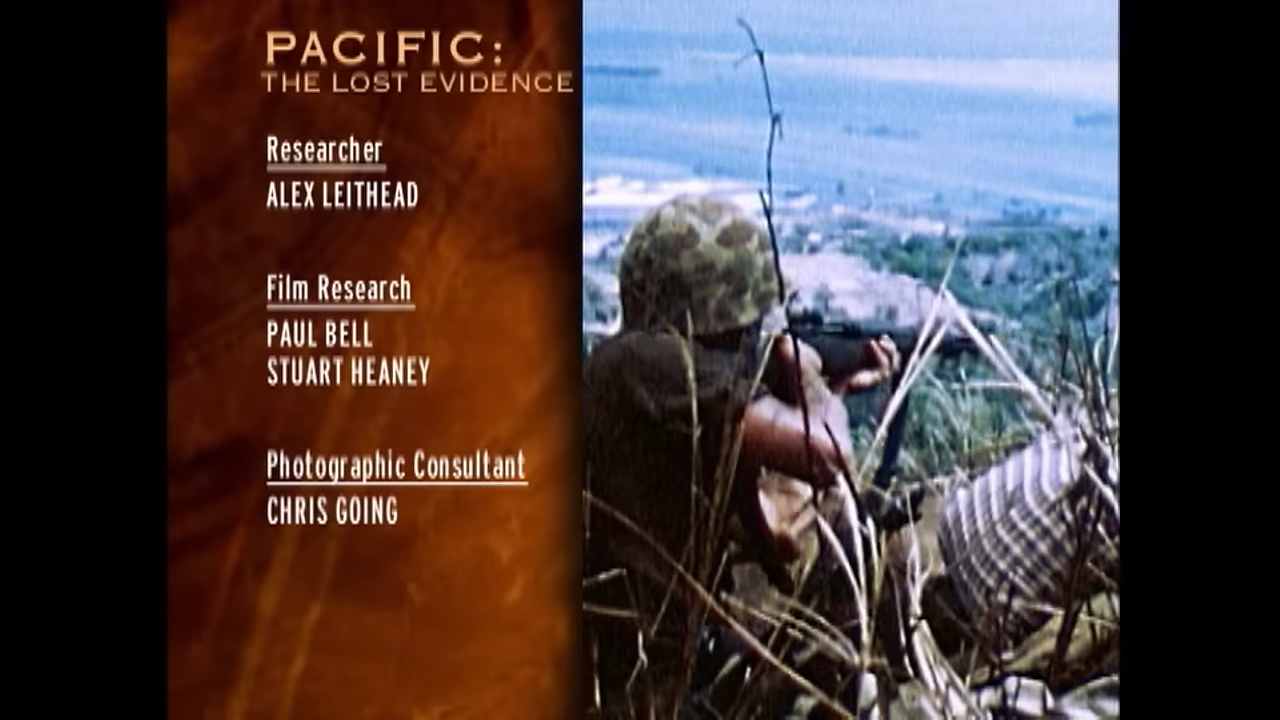 PACIFIC:
THE LOST EVIDENCE
Researcher
ALEX LEITHEAD
Film Research
PAUL BELL
STUART HEANEY
Photographic Consultant
CHRIS GOING